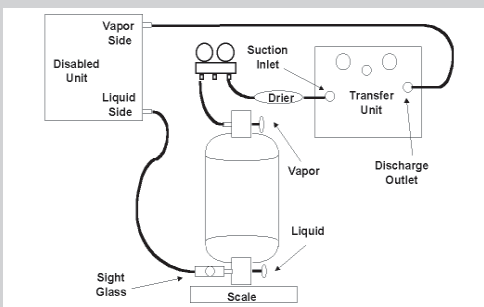 Vapor
Side
Disabled
Unit
Liquid
Side
Suction
Inlet
Drier
Transfer
Unit
Discharge
Outlet
Vapor
Liquid
Sight
Glass
Scale